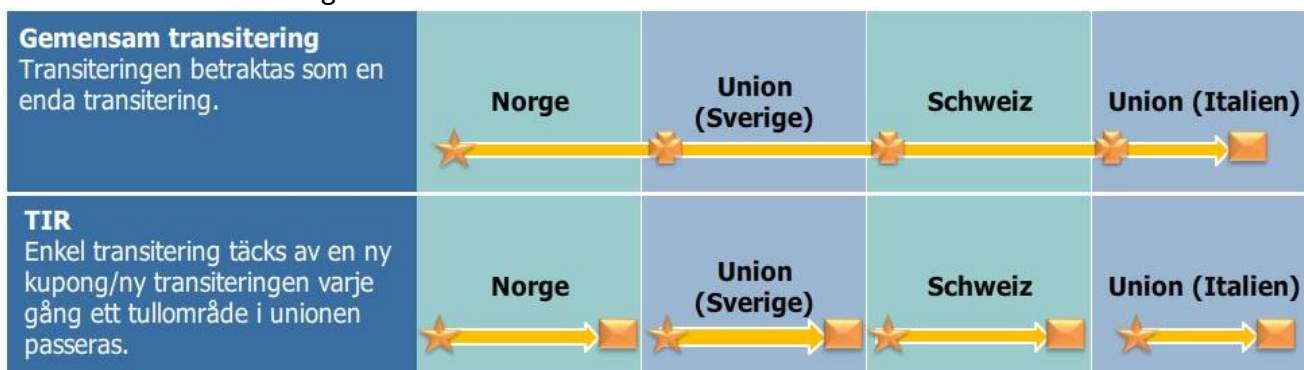 Gemensam transitering
Transiteringen betraktas som en
enda transitering.
Norge
Union
(Sverige)
Schweiz
Union (Italien)
TIR
Enkel transitering täcks av en ny
kupong/ny transiteringen varje
gång ett tullområde i unionen
passeras.
Norge
Union
(Sverige)
Schweiz
Union (Italien)